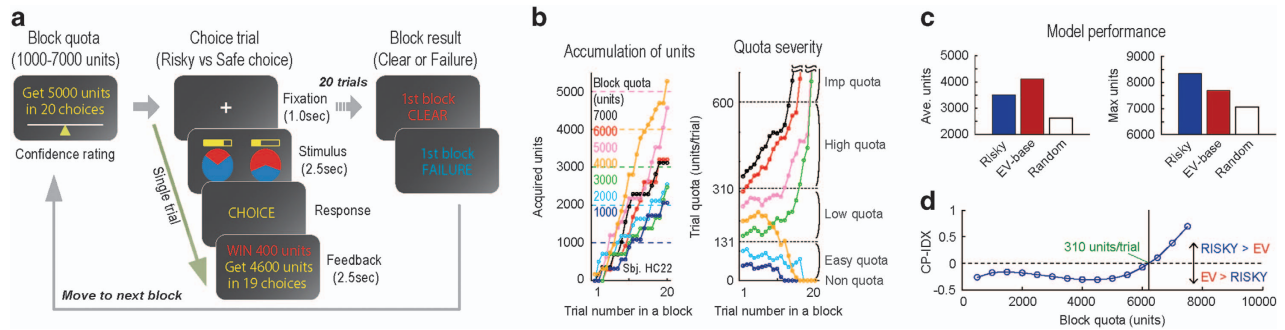 a
Block quota
(1000-7000 units)
Get 5000 units
in 20 choices
Confidence rating
Choice trial
(Risky vs Safe choice)
20 trials
Fixation
(1.0sec)
Stimulus
(2.5sec)
CHOICE
Response
WIN 400 units
Get 4600 units
in 19 choices
Feedback
(2.5sec)
Single trial
Move to next block
Block result
(Clear or Failure)
1st block
CLEAR
1st block
FAILURE
b
Accumulation of units
Acquired units
5000
4000
3000
2000
1000
0
Block quota
(units)
7000
6000
5000
4000
3000
2000
1000
Sbj. HC22
1
20
Trial number in a block
Quota severity
Trial quota (units/trial)
600
310
131
0
Imp quota
High quota
Low quota
Easy quota
Non quota
1
20
Trial number in a block
c
Model performance
Ave. units
5000
4000
3000
2000
Risky
EV-base
Random
Max units
9000
8000
7000
6000
Risky
EV-base
Random
d
CP-IDX
1
0.5
0
-0.5
310 units/trial
RISKY > EV
EV > RISKY
0
2000
4000
6000
8000
10000
Block quota (units)